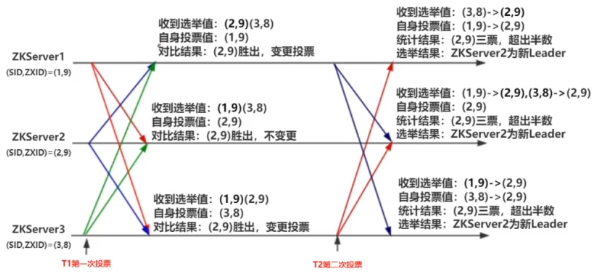 收到选举值：(2,9)(3,8)
自身投票值：(1,9)
对比结果：(2,9)胜出，变更投票
收到选举值：(3,8)->(2,9)
自身投票值：(1,9)->(2,9)
统计结果：(2,9)三票，超出半数
选举结果：ZKServer2为新Leader
ZKServer1
(SID,ZXID)=(1,9)
收到选举值：(1,9)(3,8)
自身投票值：(2,9)
对比结果：(2,9)胜出，不变更
收到选举值：(1,9)->(2,9),(3,8)->(2,9)
自身投票值：(2,9)
统计结果：(2,9)三票，超出半数
选举结果：ZKServer2为新Leader
ZKServer2
(SID,ZXID)=(2,9)
收到选举值：(1,9)(2,9)
自身投票值：(3,8)
对比结果：(2,9)胜出，变更投票
收到选举值：(1,9)->(2,9)
自身投票值：(3,8)->(2,9)
统计结果：(2,9)三票，超出半数
选举结果：ZKServer2为新Leader
ZKServer3
(SID,ZXID)=(3,8)
T1第一次投票
T2第二次投票